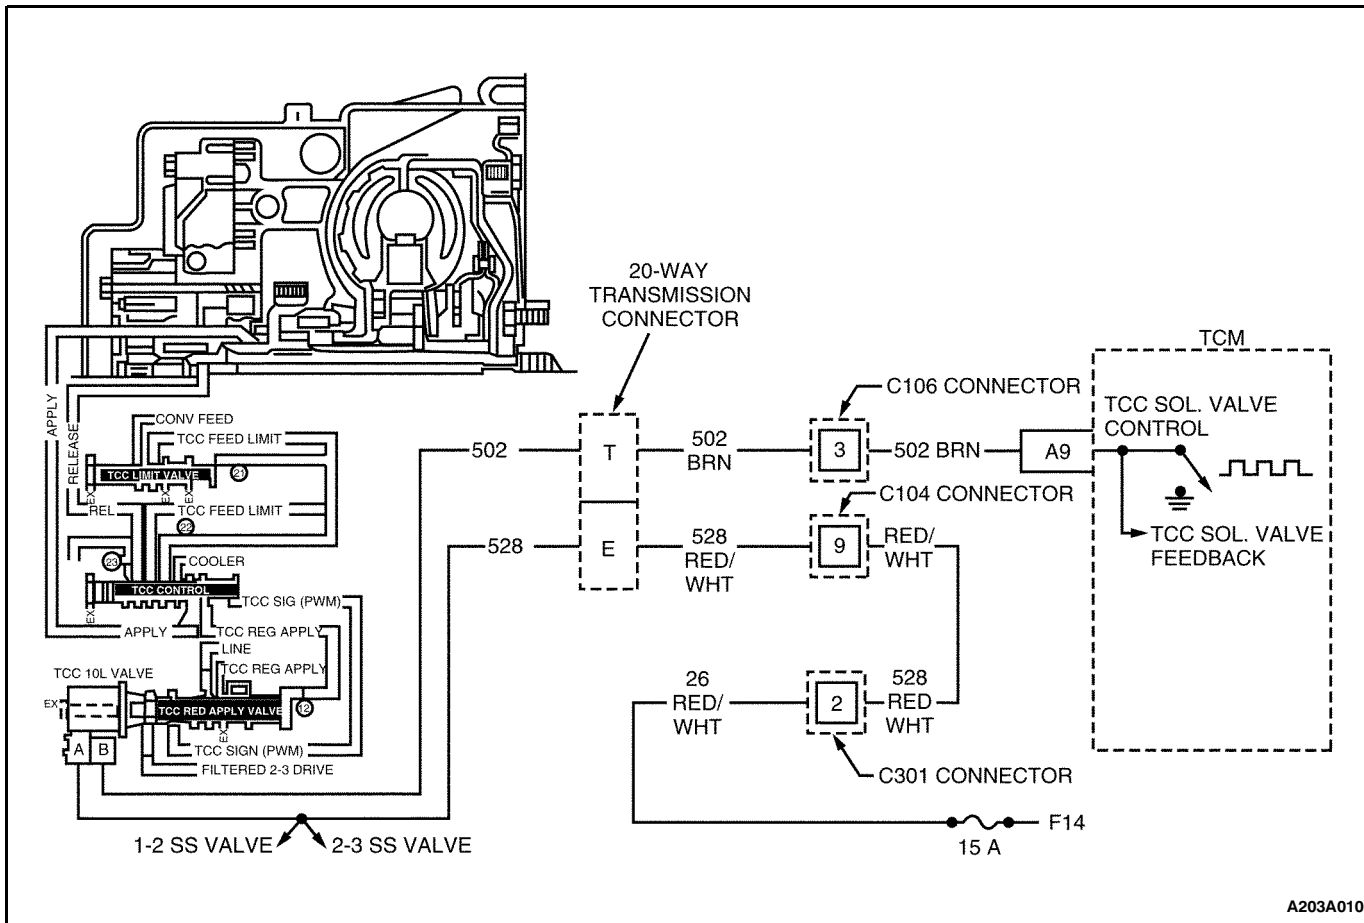 20-WAY
TRANSMISSION
CONNECTOR
TCM
C106 CONNECTOR
TCC SOL. VALVE
CONTROL
APPLY
RELEASE
CONV FEED
TCC FEED LIMIT
TCC LIMIT VALVE
21
EX
EX
EX
REL
TCC FEED LIMIT
22
23
COOLER
TCC CONTROL
EX
TCC SIG (PWM)
APPLY
TCC REG APPLY
LINE
TCC REG APPLY
TCC 10L VALVE
EX
TCC RED APPLY VALVE
12
EX
A
B
TCC SIGN (PWM)
FILTERED 2-3 DRIVE
502
T
502
BRN
3
502 BRN
A9
C104 CONNECTOR
528
E
528
RED/
WHT
9
RED/
WHT
TCC SOL. VALVE
FEEDBACK
26
RED/
WHT
2
528
RED
WHT
C301 CONNECTOR
1-2 SS VALVE
2-3 SS VALVE
F14
15 A
A203A010